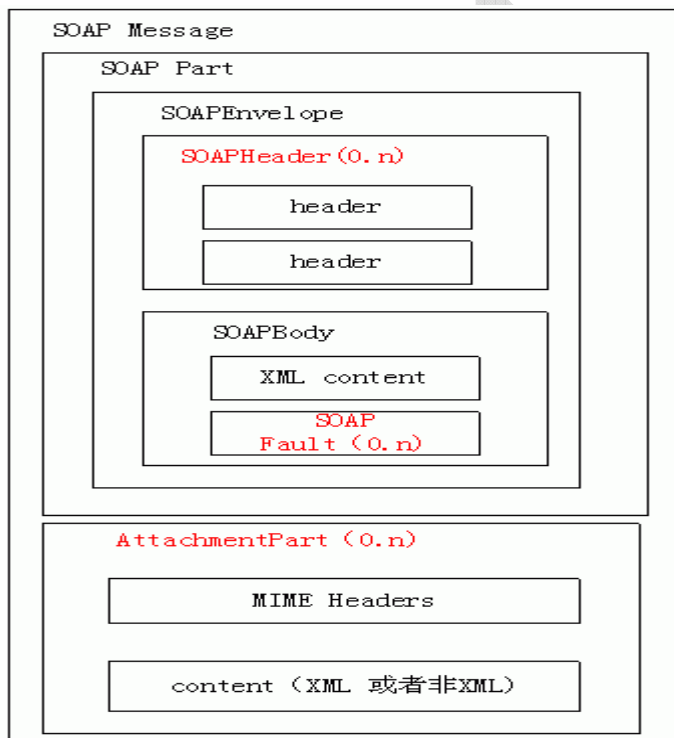 SOAP Message
SOAP Part
SOAPEnvelope
SOAPHeader(0.n)
header
header
SOAPBody
XML content
SOAP
Fault (0.n)
AttachmentPart (0.n)
MIME Headers
content (XML 或者非XML)